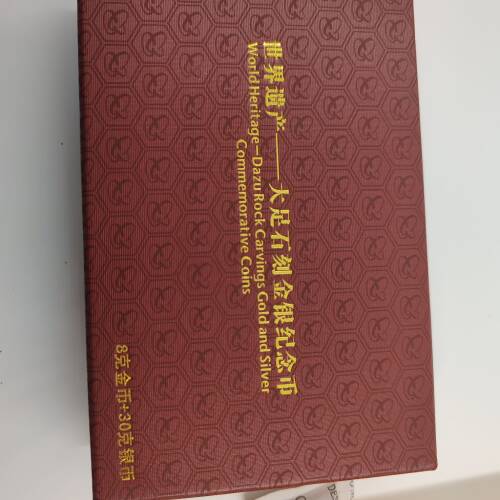 世界遗产——大足石刻金银纪念币
World Heritage—Dazu Rock Carvings Gold and Silver
Commemorative Coins
8克金币+30克银币